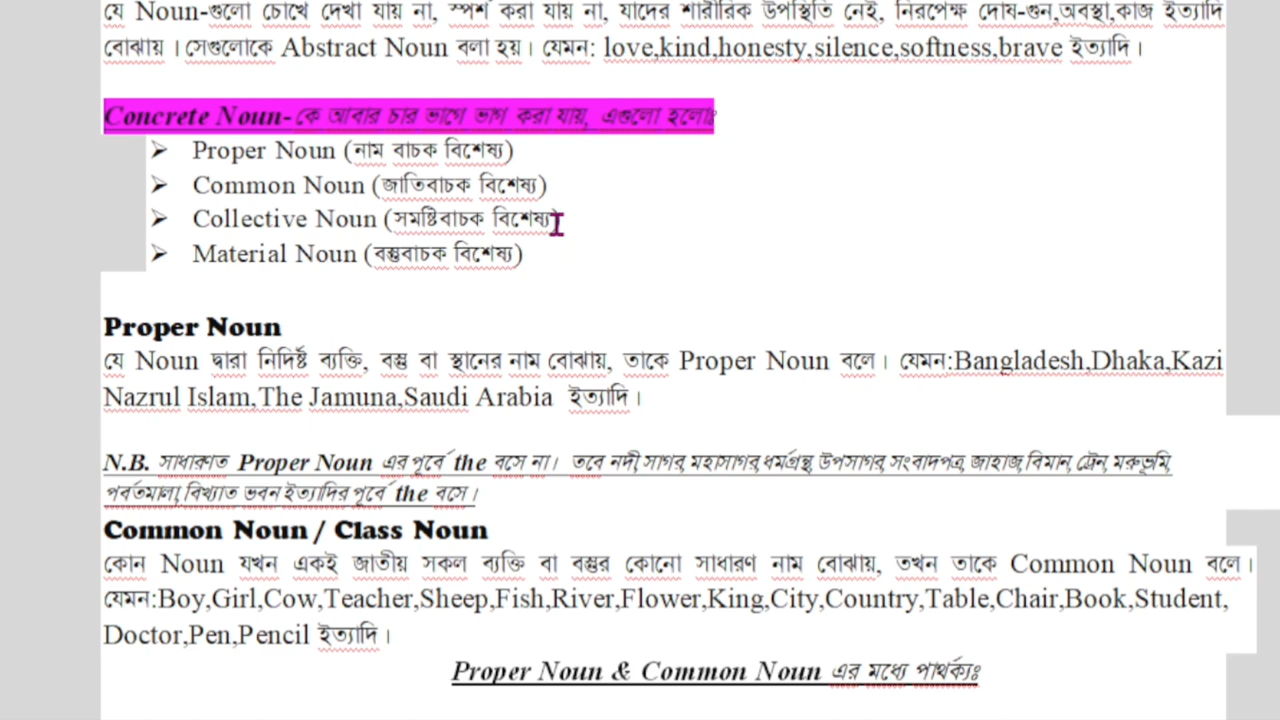 যে Noun-গুলো চোখে দেখা যায় না, স্পর্শ করা যায় না, যাদের শারীরিক উপস্থিতি নেই, নিরপেক্ষ দোষ-গুন,অবস্থা,কাজ ইত্যাদি
বোঝায় । সেগুলোকে Abstract Noun বলা হয়। যেমন: love,kind,honesty,silence,softness,brave ইত্যাদি।
Concrete Noun-কে আবার চার ভাগে ভাগ করা যায়, এগুলো হলোঃ
➢ Proper Noun (নাম বাচক বিশেষ্য)
➢ Common Noun (জাতিবাচক বিশেষ্য)
➢ Collective Noun (সমষ্টিবাচক বিশেষ্য)
➢ Material Noun (বস্তুবাচক বিশেষ্য)
Proper Noun
যে Noun দ্বারা নিদির্ষ্ট ব্যক্তি, বস্তু বা স্থানের নাম বোঝায়, তাকে Proper Noun বলে। যেমন:Bangladesh,Dhaka,Kazi
Nazrul Islam,The Jamuna,Saudi Arabia ইত্যাদি।
N.B. সাধারণত Proper Noun এর পূর্বে the বসে না। তবে নদী,সাগর,মহাসাগর,ধর্মগ্রন্থ,উপসাগর,সংবাদপত্র,জাহাজ,বিমান,ট্রেন,মরুভূমি,
পর্বতমালা,বিখ্যাত ভবন ইত্যাদির পূর্বে the বসে।
Common Noun / Class Noun
কোন Noun যখন একই জাতীয় সকল ব্যক্তি বা বস্তুর কোনো সাধারণ নাম বোঝায়, তখন তাকে Common Noun বলে।
যেমন:Boy,Girl,Cow,Teacher,Sheep,Fish,River,Flower,King,City,Country,Table,Chair,Book,Student,
Doctor,Pen,Pencil ইত্যাদি।
Proper Noun & Common Noun এর মধ্যে পার্থক্যঃ